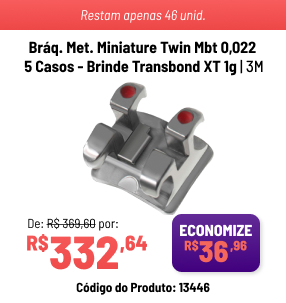 Restam apenas 46 unid.
Bráq. Met. Miniature Twin Mbt 0,022
5 Casos - Brinde Transbond XT 1g | 3M
De: R$ 369,60 por:
R$332,64
ECONOMIZE
R$36,96
Código do Produto: 13446